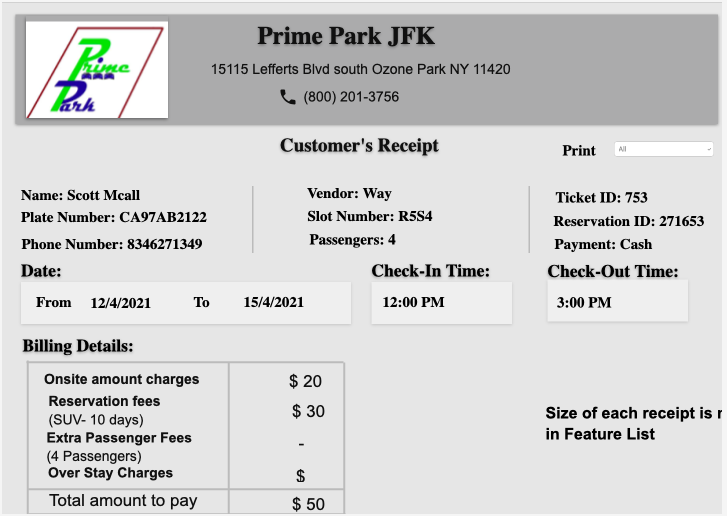 Prime Park
Prime Park JFK
15115 Lefferts Blvd south Ozone Park NY 11420
(800) 201-3756
Customer's Receipt
Print All
Name: Scott Mcall
Plate Number: CA97AB2122
Phone Number: 8346271349
Vendor: Way
Slot Number: R5S4
Passengers: 4
Ticket ID: 753
Reservation ID: 271653
Payment: Cash
Date:
From 12/4/2021 To 15/4/2021
Check-In Time:
12:00 PM
Check-Out Time:
3:00 PM
Billing Details:
Onsite amount charges $ 20
Reservation fees
(SUV- 10 days) $ 30
Extra Passenger Fees
(4 Passengers) -
Over Stay Charges $
Total amount to pay $ 50
Size of each receipt is
in Feature List